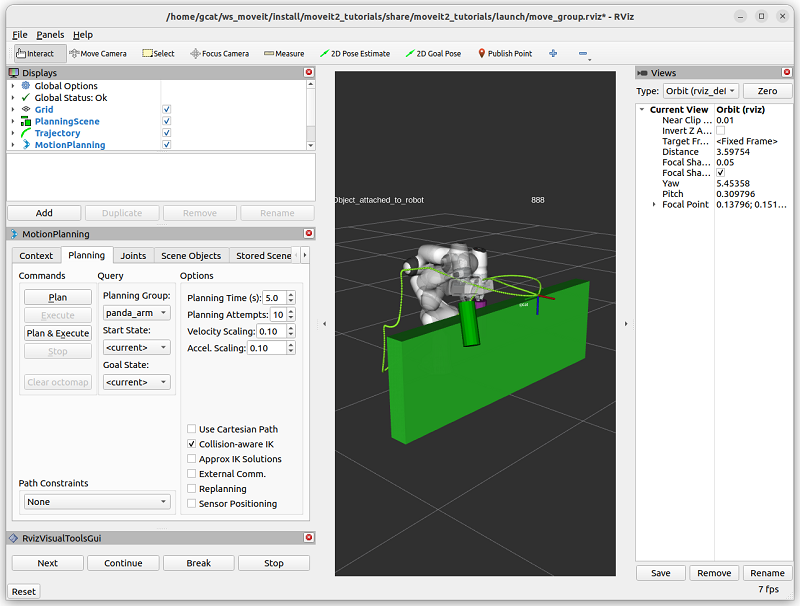 /home/gcat/ws_moveit/install/moveit2_tutorials/share/moveit2_tutorials/launch/move_group.rviz* - RViz
File Panels Help
Interact Move Camera Select Focus Camera Measure 2D Pose Estimate 2D Goal Pose Publish Point
Displays
Global Options
Global Status: Ok
Grid
PlanningScene
Trajectory
MotionPlanning
Add Duplicate Remove Rename
MotionPlanning
Context Planning Joints Scene Objects Stored Scene
Commands Query Options
Plan
Execute
Plan & Execute
Stop
Clear octomap
Planning Group:
panda_arm
Start State:
<current>
Goal State:
<current>
Planning Time (s): 5.0
Planning Attempts: 10
Velocity Scaling: 0.10
Accel. Scaling: 0.10
Use Cartesian Path
Collision-aware IK
Approx IK Solutions
External Comm.
Replanning
Sensor Positioning
Path Constraints
None
RvizVisualToolsGui
Next Continue Break Stop
Reset
Object_attached_to_robot 888
Views
Type: Orbit (rviz_del Zero
Current View Orbit (rviz)
Near Clip ... 0.01
Invert Z A...
Target Fr... <Fixed Frame>
Distance 3.59754
Focal Sha... 0.05
Focal Sha...
Yaw 5.45358
Pitch 0.309796
Focal Point 0.13796; 0.151...
Save Remove Rename
7 fps